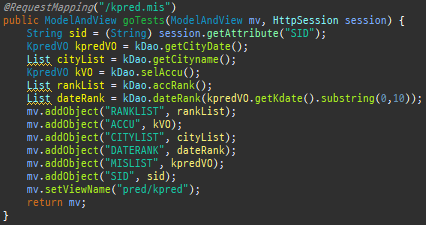 @RequestMapping("/kpred.mis")
public ModelAndView goTests(ModelAndView mv, HttpSession session) {
String sid = (String) session.getAttribute("SID");
KpredVO kpredVO = kDao.getCityDate();
List cityList = kDao.getCityname();
KpredVO kVO = kDao.selAccu();
List rankList = kDao.accRank();
List dateRank = kDao.dateRank(kpredVO.getKdate().substring(0,10));
mv.addObject("RANKLIST", rankList);
mv.addObject("ACCU", kVO);
mv.addObject("CITYLIST", cityList);
mv.addObject("DATERANK", dateRank);
mv.addObject("MISLIST", kpredVO);
mv.addObject("SID", sid);
mv.setViewName("pred/kpred");
return mv;
}